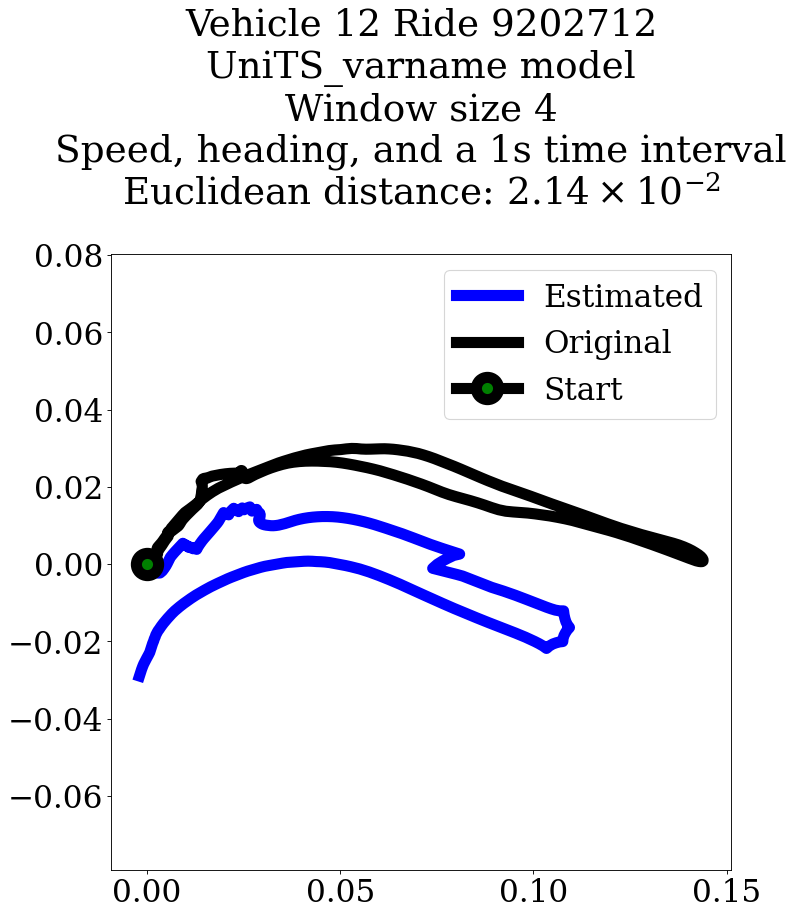 Vehicle 12 Ride 9202712
UniTS_varname model
Window size 4
Speed, heading, and a 1s time interval
Euclidean distance: 2.14 × 10⁻²
0.08
0.06
0.04
0.02
0.00
−0.02
−0.04
−0.06
Estimated
Original
Start
0.00 0.05 0.10 0.15